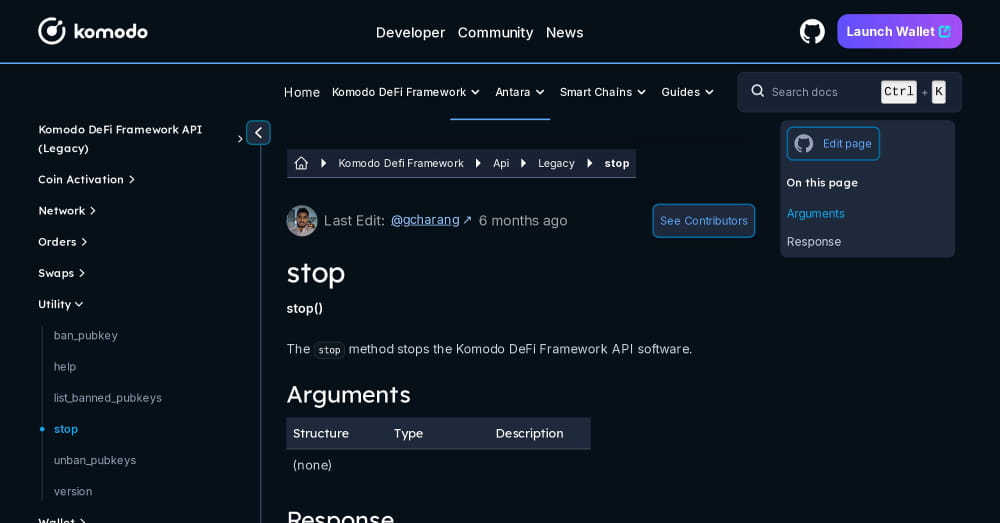 komodo
Developer Community News
Launch Wallet
Home Komodo DeFi Framework Antara Smart Chains Guides
Search docs Ctrl + K
Komodo DeFi Framework API
(Legacy)
Coin Activation
Network
Orders
Swaps
Utility
ban_pubkey
help
list_banned_pubkeys
stop
unban_pubkeys
version
Wallet
Komodo Defi Framework Api Legacy stop
Last Edit: @gcharang ↗ 6 months ago
See Contributors
stop
stop()
The stop method stops the Komodo DeFi Framework API software.
Arguments
Structure Type Description
(none)
Response
Edit page
On this page
Arguments
Response